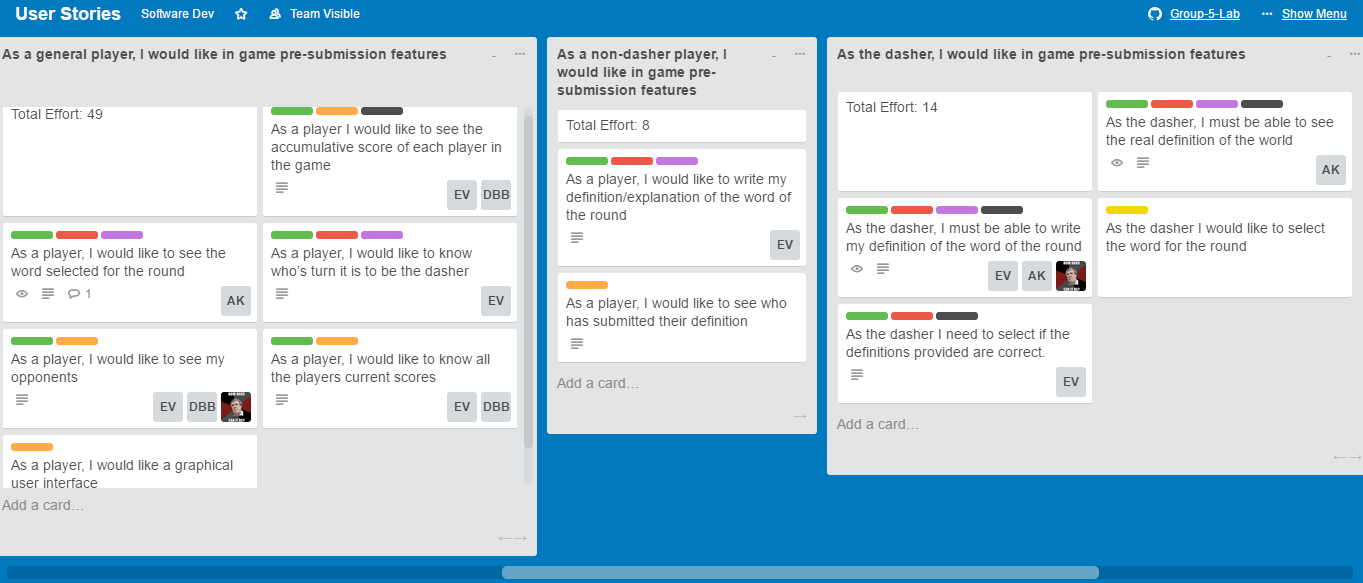 User Stories
Software Dev
Team Visible
Group-5-Lab
Show Menu
As a general player, I would like in game pre-submission features
Total Effort: 49
As a player I would like to see the
accumulative score of each player in
the game
EV
DBB
As a player, I would like to see the
word selected for the round
1
AK
As a player, I would like to know
who's turn it is to be the dasher
EV
As a player, I would like to see my
opponents
EV
DBB
As a player, I would like to know all
the players current scores
EV
DBB
As a player, I would like a graphical
user interface
Add a card…
As a non-dasher player, I
would like in game pre-
submission features
Total Effort: 8
As a player, I would like to write my
definition/explanation of the word of
the round
EV
As a player, I would like to see who
has submitted their definition
Add a card…
As the dasher, I would like in game pre-submission features
Total Effort: 14
As the dasher, I must be able to see
the real definition of the world
AK
As the dasher, I must be able to write
my definition of the word of the round
EV
AK
As the dasher I would like to select
the word for the round
As the dasher I need to select if the
definitions provided are correct.
EV
Add a card…